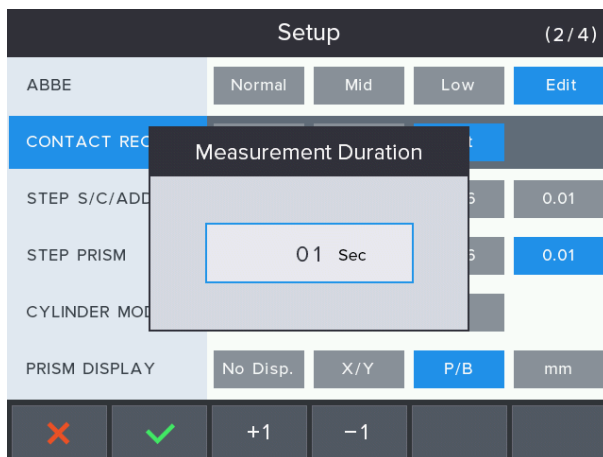 Setup (2/4)
ABBE Normal Mid Low Edit
CONTACT REC
Measurement Duration
STEP S/C/ADD 0.01
01 Sec
STEP PRISM 0.01
CYLINDER MOD
PRISM DISPLAY No Disp. X/Y P/B mm
+1 −1